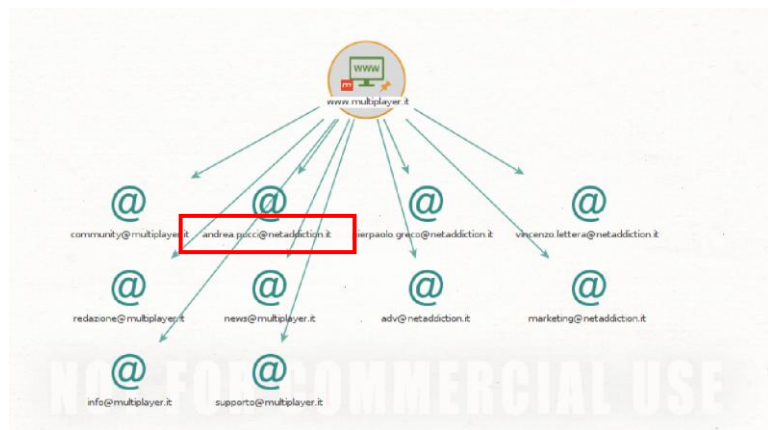 www
m
www.multiplayer.it
community@multiplayer.it andrea.pucci@netaddiction.it pierpaolo.greco@netaddiction.it vincenzo.lettera@netaddiction.it
redazione@multiplayer.it news@multiplayer.it adv@netaddiction.it marketing@netaddiction.it
info@multiplayer.it supporto@multiplayer.it
NOT FOR COMMERCIAL USE